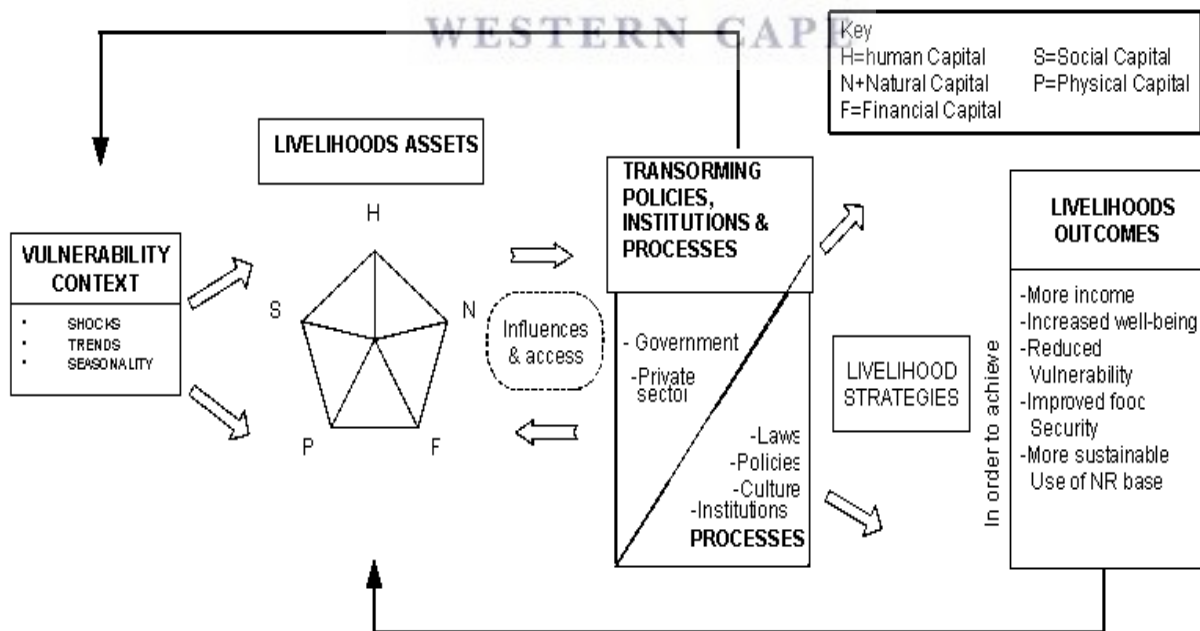 WESTERN CAPE
Key
H=human Capital S=Social Capital
N+Natural Capital P=Physical Capital
F=Financial Capital
LIVELIHOODS ASSETS
H
S
N
P
F
VULNERABILITY
CONTEXT
• SHOCKS
• TRENDS
• SEASONALITY
Influences
& access
TRANSORMING
POLICIES,
INSTITUTIONS &
PROCESSES
- Government
-Private
sector
-Laws
-Policies
-Culture
-Institutions
PROCESSES
LIVELIHOOD
STRATEGIES
In order to achieve
LIVELIHOODS
OUTCOMES
-More income
-Increased well-being
-Reduced
Vulnerability
-Improved food
Security
-More sustainable
Use of NR base